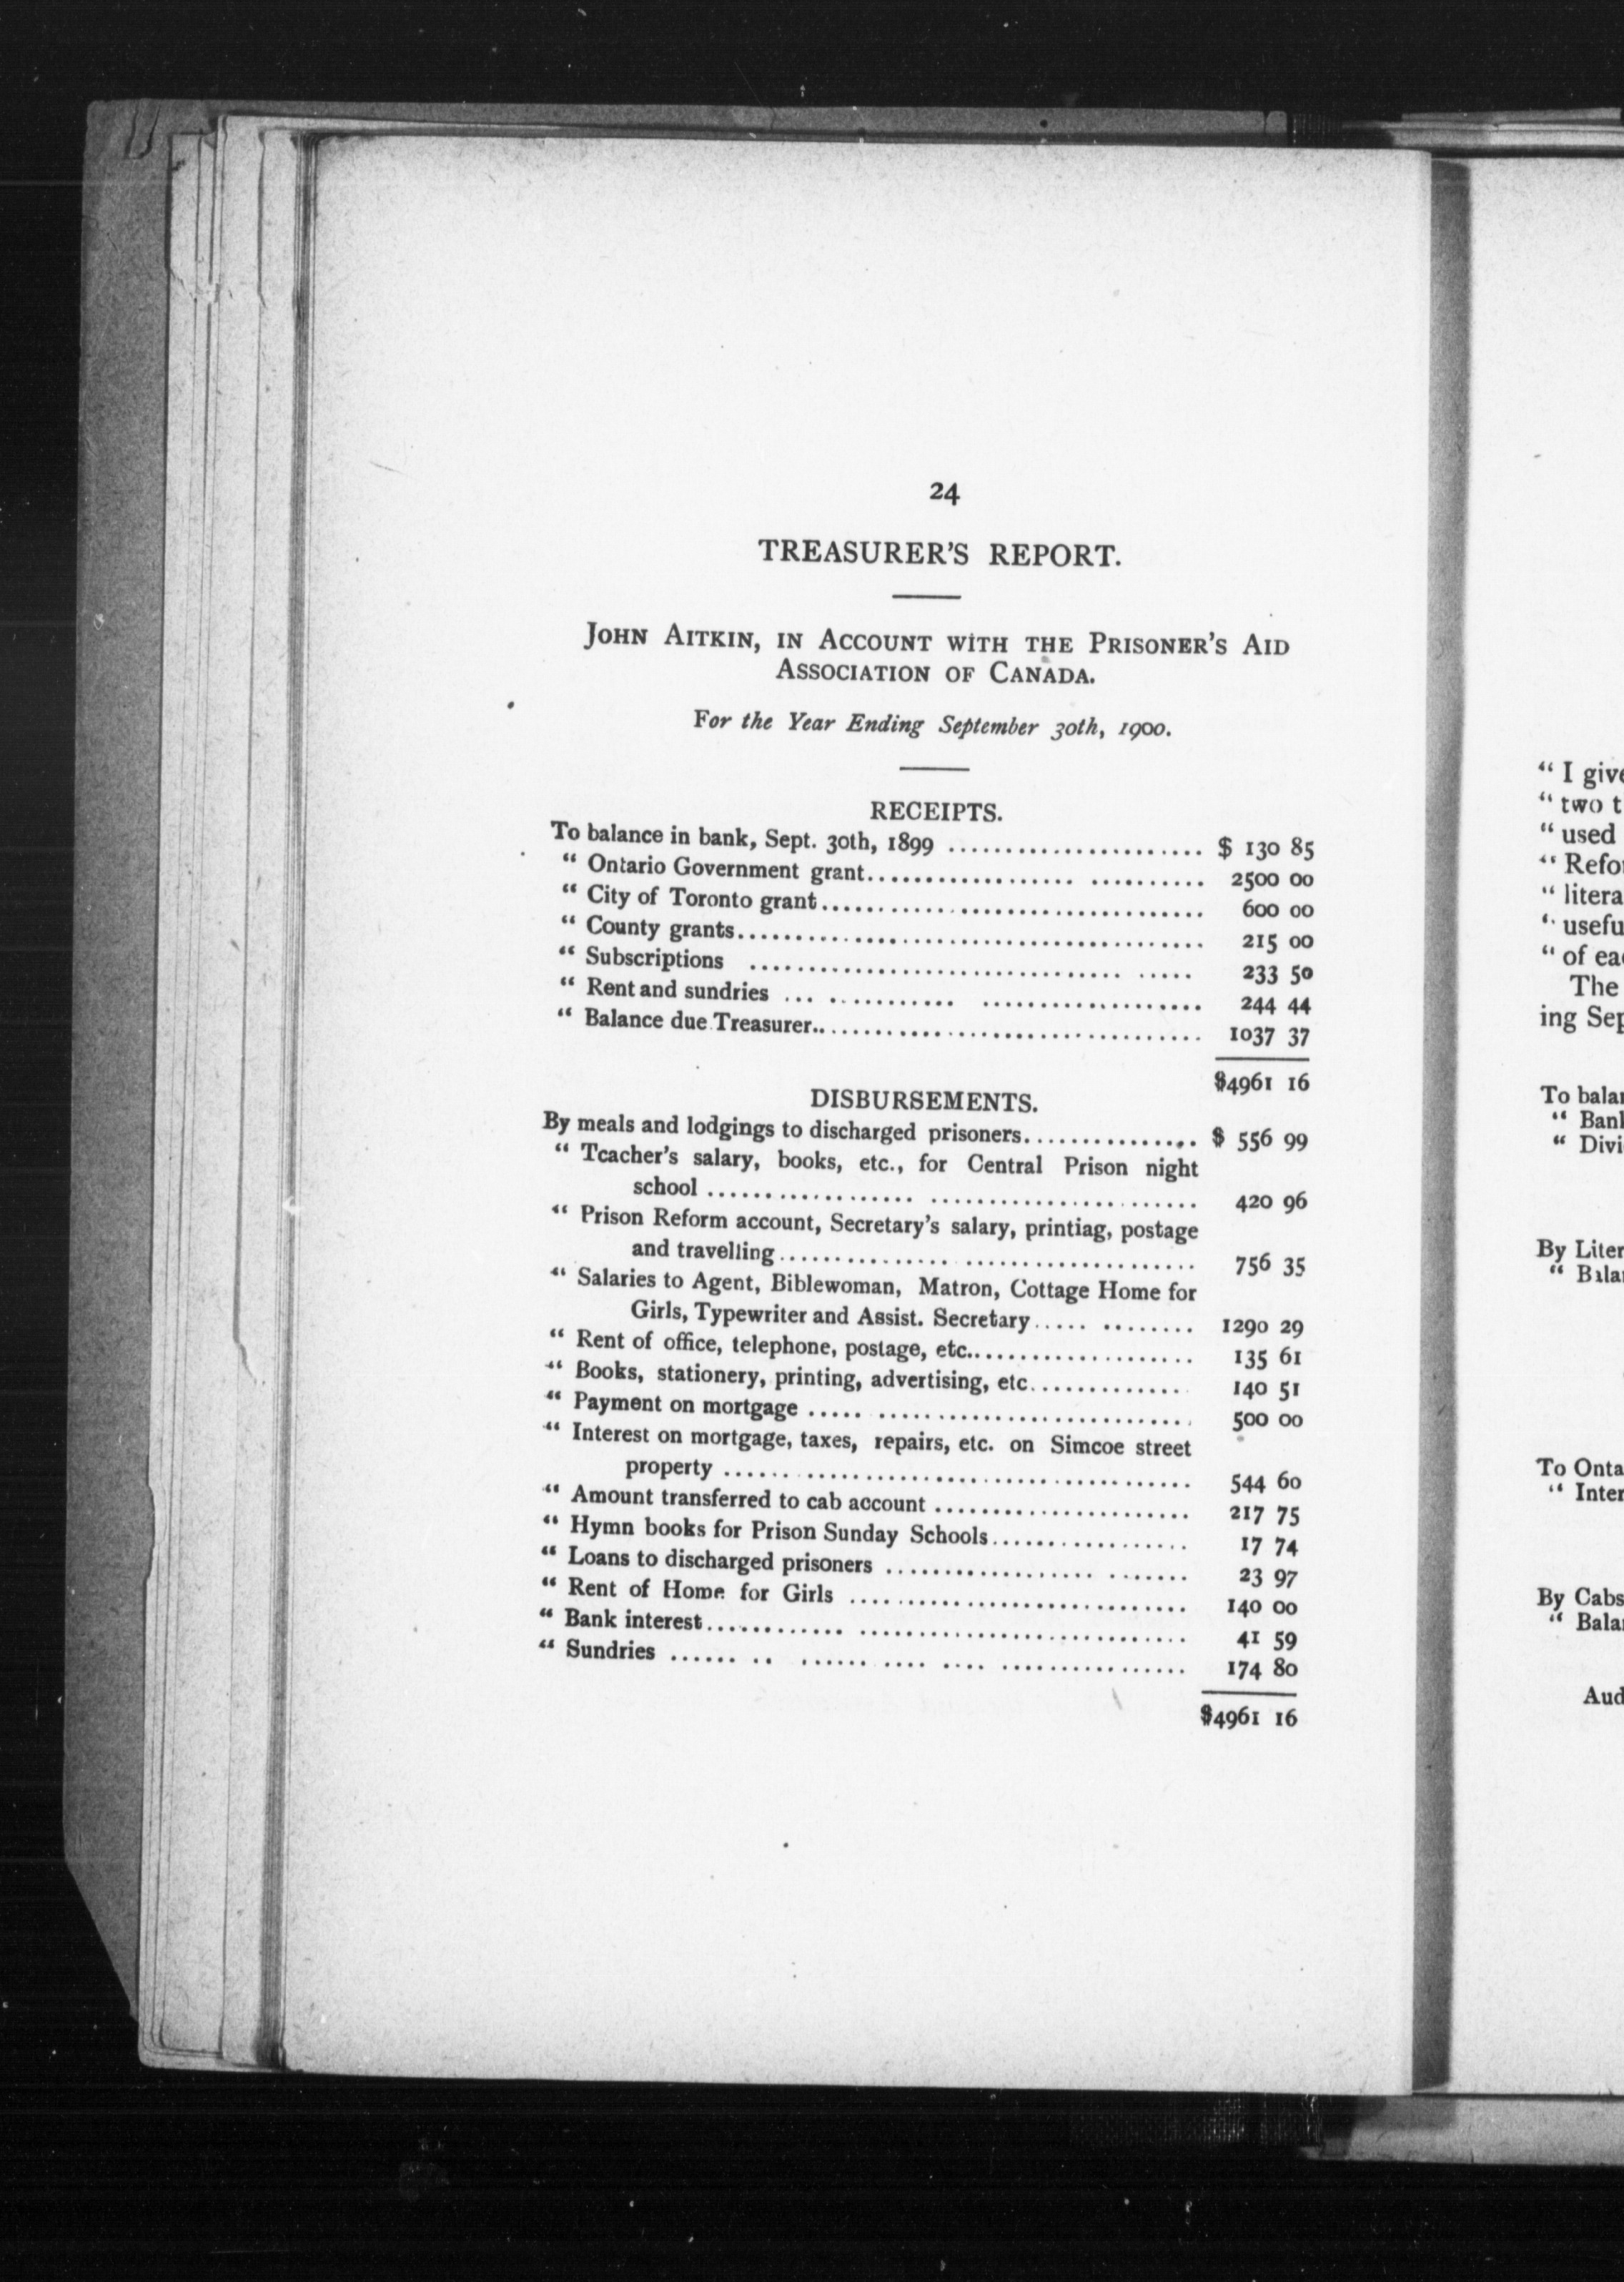 24
TREASURER'S REPORT.
JOHN AITKIN, IN ACCOUNT WITH THE PRISONER'S AID
ASSOCIATION OF CANADA.
For the Year Ending September 30th, 1900.
RECEIPTS.
To balance in bank, Sept. 30th, 1899 ...................... $ 130 85
" Ontario Government grant.................. .......... 2500 00
" City of Toronto grant.................................. 600 00
" County grants......................................... 215 00
" Subscriptions ................................ ..... 233 50
" Rent and sundries ... ........... ................... 244 44
" Balance due Treasurer.................................. 1037 37
$4961 16
DISBURSEMENTS.
By meals and lodgings to discharged prisoners............... $ 556 99
" Tcacher's salary, books, etc., for Central Prison night
school .................. ....................... 420 96
" Prison Reform account, Secretary's salary, printiag, postage
and travelling.................................... 756 35
" Salaries to Agent, Biblewoman, Matron, Cottage Home for
Girls, Typewriter and Assist. Secretary..... ........ 1290 29
" Rent of office, telephone, postage, etc.................... 135 61
" Books, stationery, printing, advertising, etc.............. 140 51
" Payment on mortgage ..... ........................... 500 00
" Interest on mortgage, taxes, repairs, etc. on Simcoe street
property ...... .................................. 544 60
" Amount transferred to cab account ...................... 217 75
" Hymn books for Prison Sunday Schools................. 17 74
" Loans to discharged prisoners .................. ....... 23 97
" Rent of Home for Girls ............................. 140 00
" Bank interest............ ............................. 41 59
" Sundries ...... .. ...... .... .... ................ 174 80
$4961 16
" I give
" two t
" used
" Refo
" litera
" usefu
" of ea
The
ing Sep
To bala
" Ban
" Divi
By Liter
" Bala
To Onta
" Inter
By Cabs
" Bala
Aud